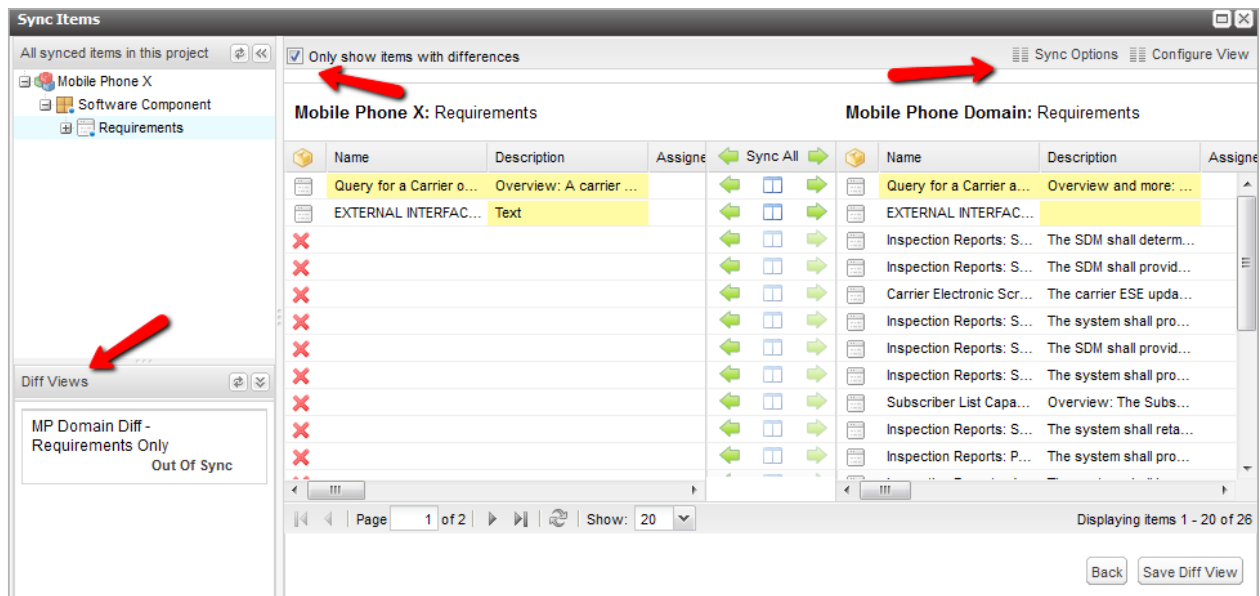 Sync Items
All synced items in this project
Only show items with differences
Sync Options Configure View
Mobile Phone X
Software Component
Requirements
Mobile Phone X: Requirements
Mobile Phone Domain: Requirements
Name Description Assigne Sync All Name Description Assigne
Query for a Carrier o... Overview: A carrier ... Query for a Carrier a... Overview and more: ...
EXTERNAL INTERFAC... Text EXTERNAL INTERFAC...
Inspection Reports: S... The SDM shall determ...
Inspection Reports: S... The SDM shall provid...
Carrier Electronic Scr... The carrier ESE upda...
Inspection Reports: S... The system shall pro...
Inspection Reports: S... The SDM shall provid...
Inspection Reports: S... The system shall pro...
Subscriber List Capa... Overview: The Subs...
Inspection Reports: S... The system shall reta...
Inspection Reports: P... The system shall pro...
Diff Views
MP Domain Diff -
Requirements Only
Out Of Sync
Page 1 of 2 Show: 20 Displaying items 1 - 20 of 26
Back Save Diff View